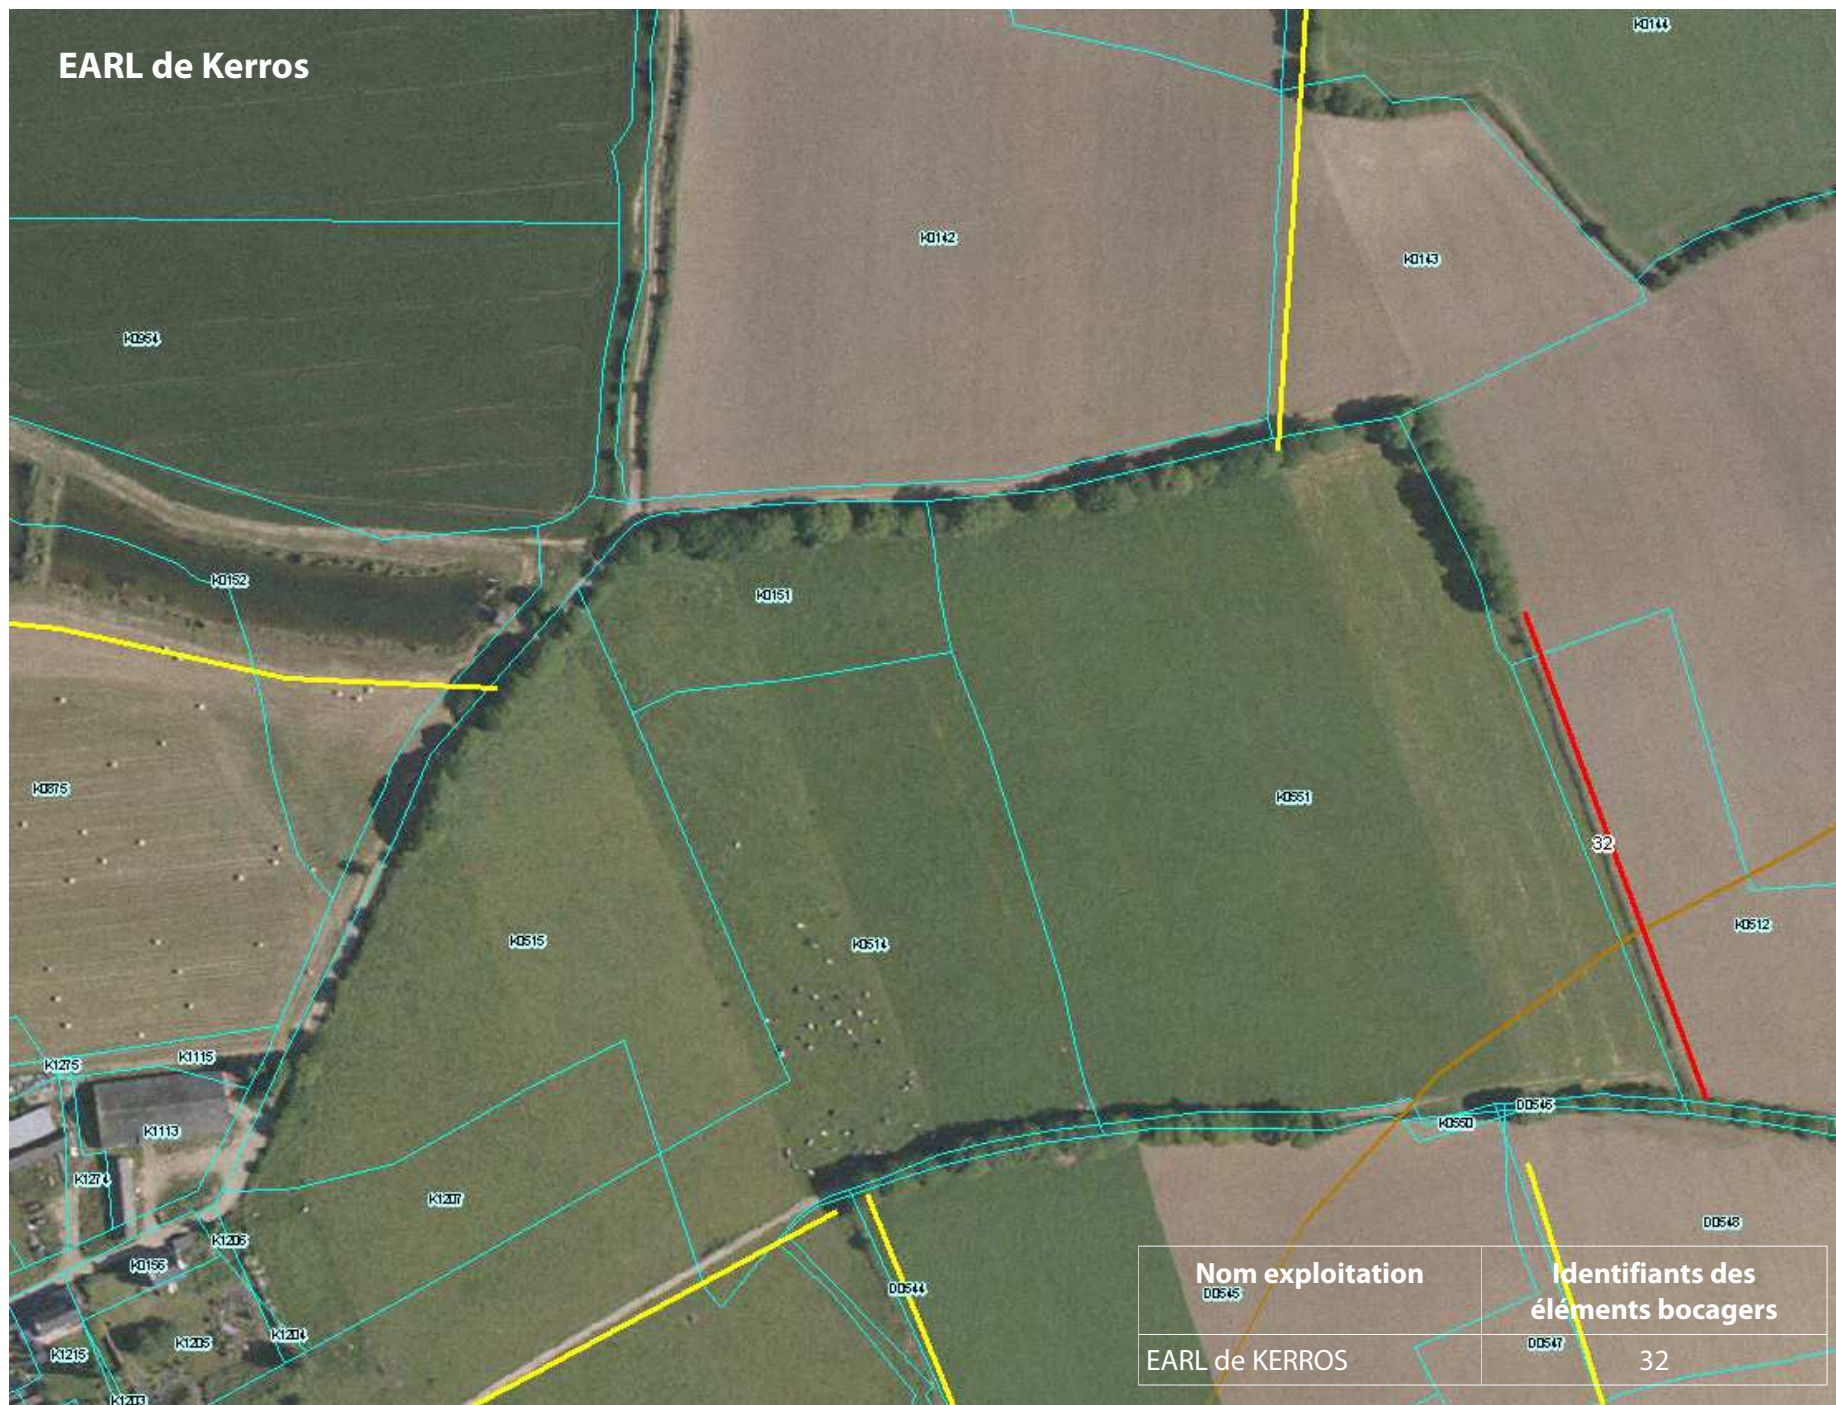 EARL de Kerros
K0144
K0142
K0143
K0954
K0152
K0151
K0875
K0551
32
K0515
K0514
K0512
K1275
K1115
K1113
K0550
D0546
K1274
K1207
D0548
K1206
K0156
D0544
D0545
K1205
K1204
D0547
K1215
K1203
Nom exploitation
Identifiants des
éléments bocagers
EARL de KERROS
32